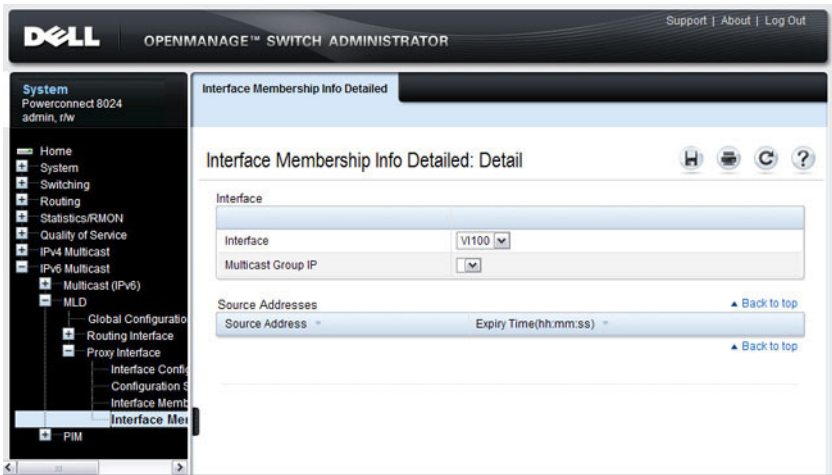 Support | About | Log Out
DELL OPENMANAGE™ SWITCH ADMINISTRATOR
System
Powerconnect 8024
admin, r/w
Home
System
Switching
Routing
Statistics/RMON
Quality of Service
IPv4 Multicast
IPv6 Multicast
Multicast (IPv6)
MLD
Global Configuratio
Routing Interface
Proxy Interface
Interface Config
Configuration S
Interface Memb
Interface Mei
PIM
Interface Membership Info Detailed
Interface Membership Info Detailed: Detail
Interface
Interface Vl100
Multicast Group IP
Source Addresses
Back to top
Source Address Expiry Time(hh:mm:ss)
Back to top